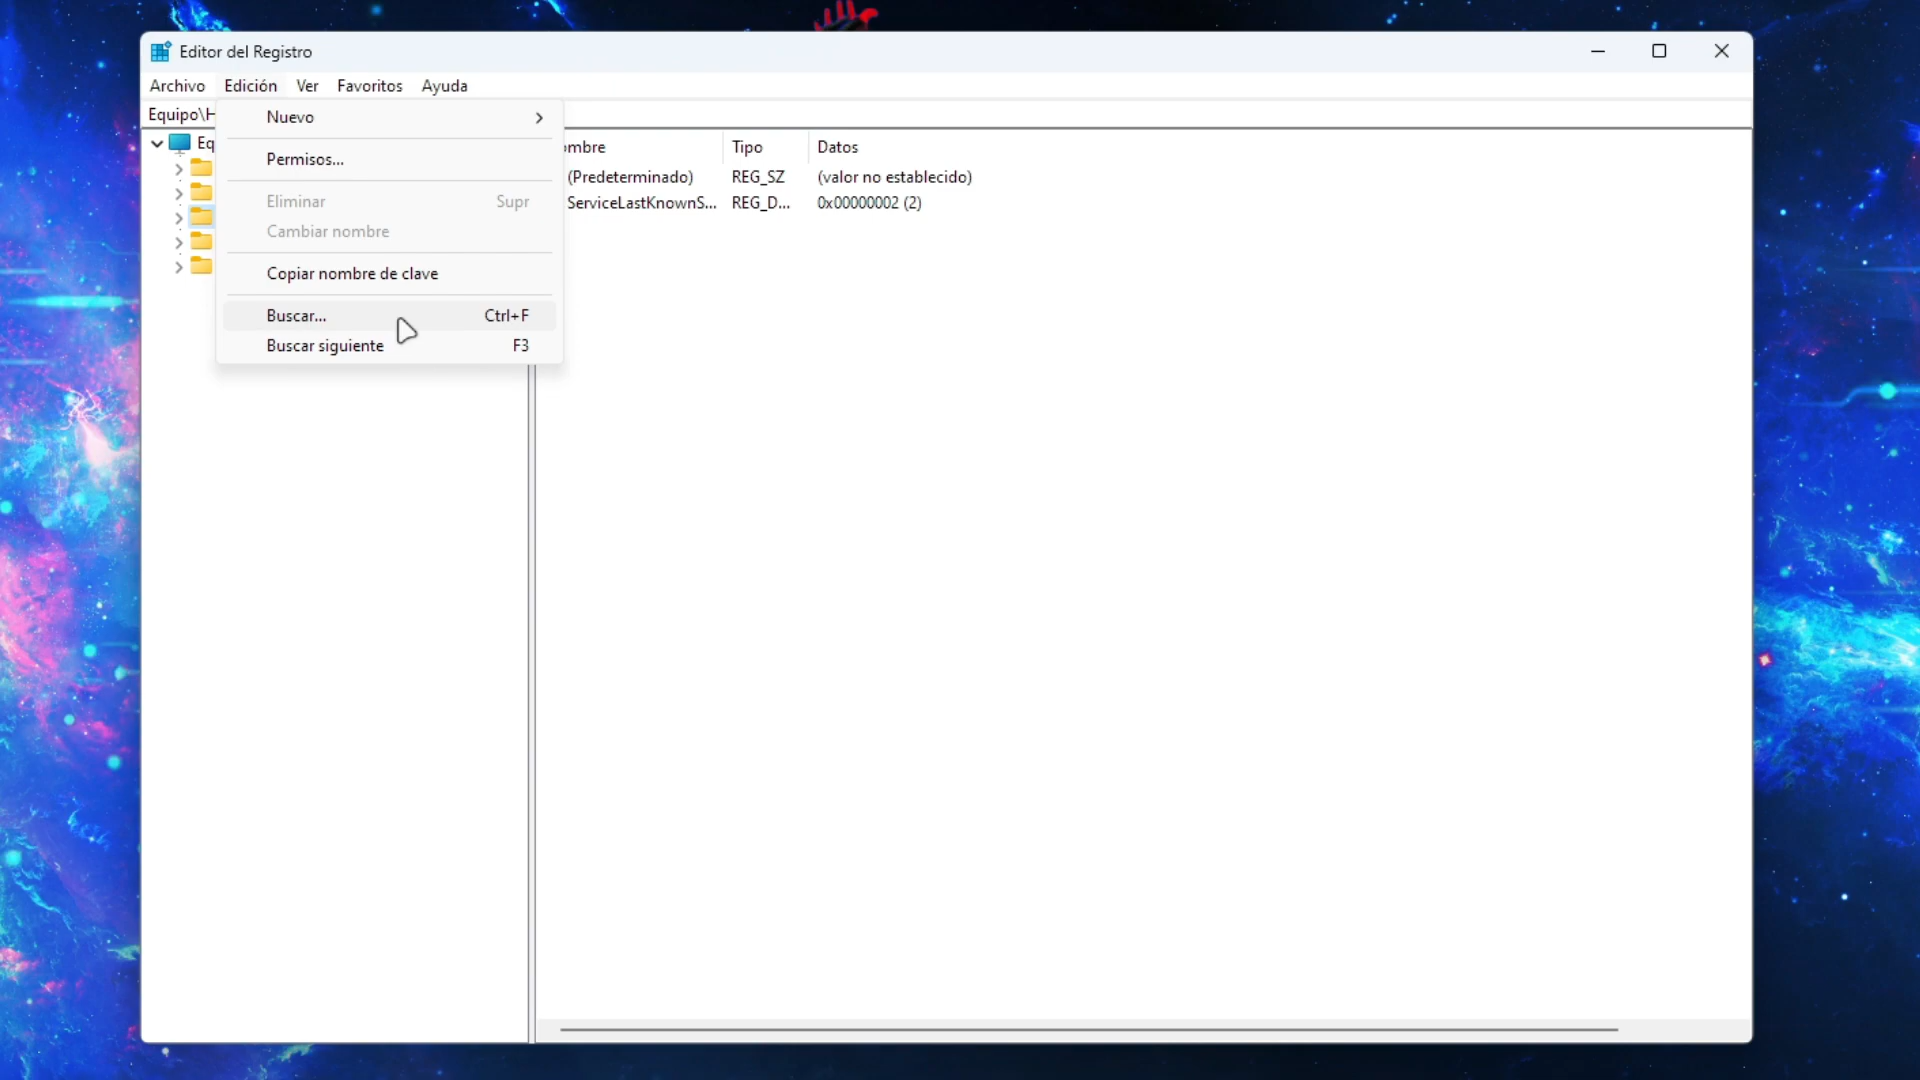 Editor del Registro
Archivo Edición Ver Favoritos Ayuda
Equipo\H
Nuevo
Permisos...
Eliminar Supr
Cambiar nombre
Copiar nombre de clave
Buscar... Ctrl+F
Buscar siguiente F3
Eq
ombre Tipo Datos
(Predeterminado) REG_SZ (valor no establecido)
ServiceLastKnownS... REG_D... 0x00000002 (2)